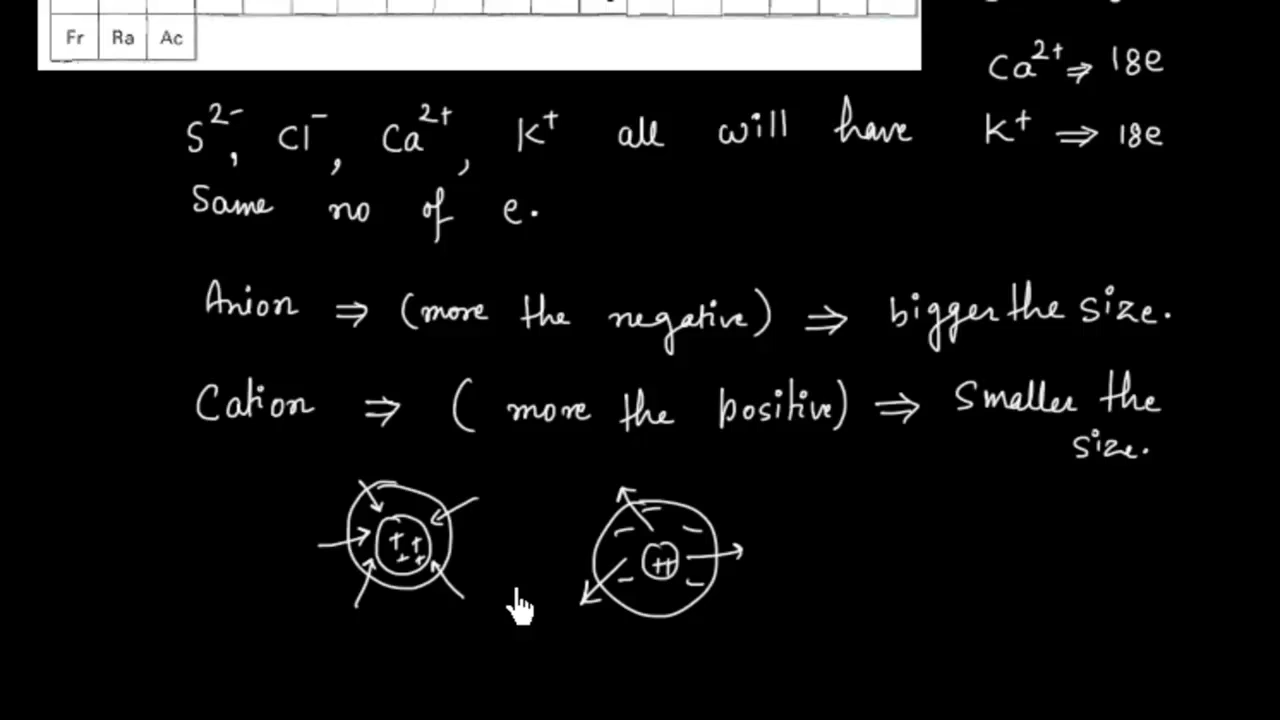 Fr Ra Ac
Ca²⁺ ⇒ 18e
S²⁻, Cl⁻, Ca²⁺, K⁺ all will have
K⁺ ⇒ 18e
Same no of e.
Anion ⇒ (more the negative) ⇒ bigger the size.
Cation ⇒ ( more the positive) ⇒ Smaller the
size.
+ + + +
++